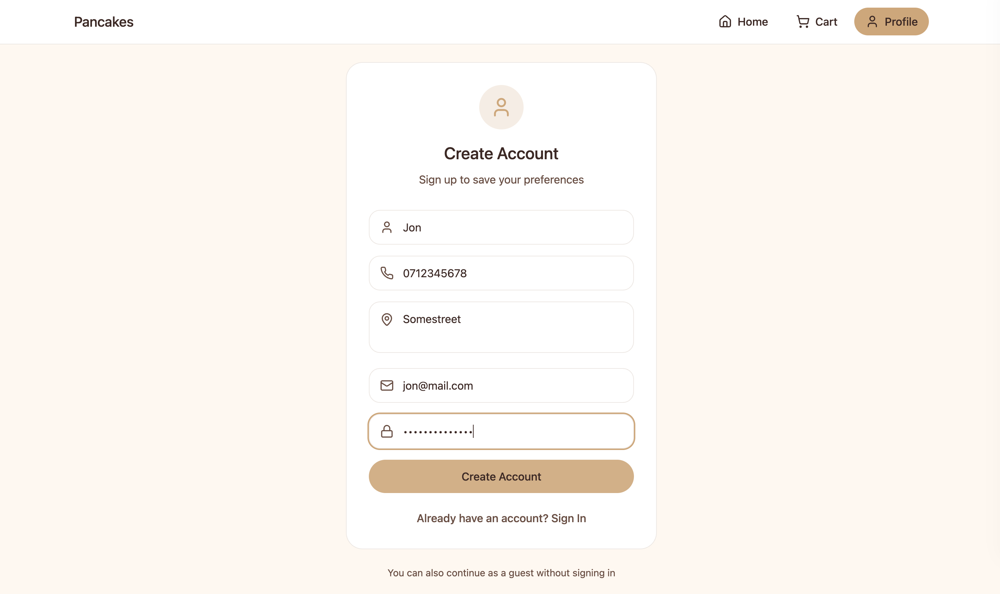 Pancakes
Home
Cart
Profile
Create Account
Sign up to save your preferences
Jon
0712345678
Somestreet
jon@mail.com
••••••••••••••
Create Account
Already have an account? Sign In
You can also continue as a guest without signing in